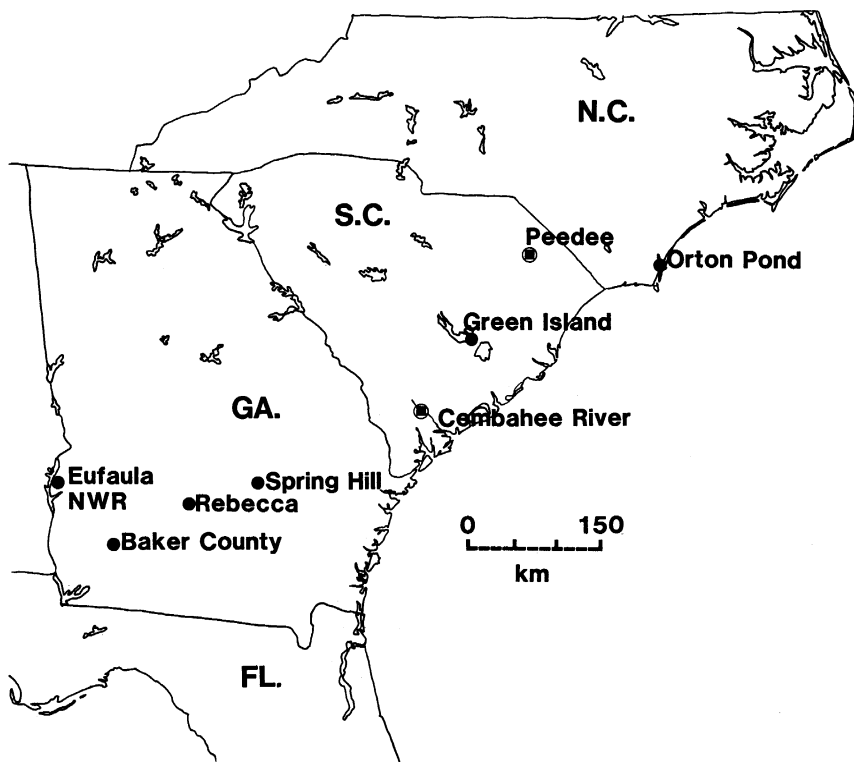 N.C.
S.C.
Peedee
Orton Pond
Green Island
GA.
Combahee River
Eufaula
NWR
Spring Hill
Rebecca
Baker County
0 150
km
FL.